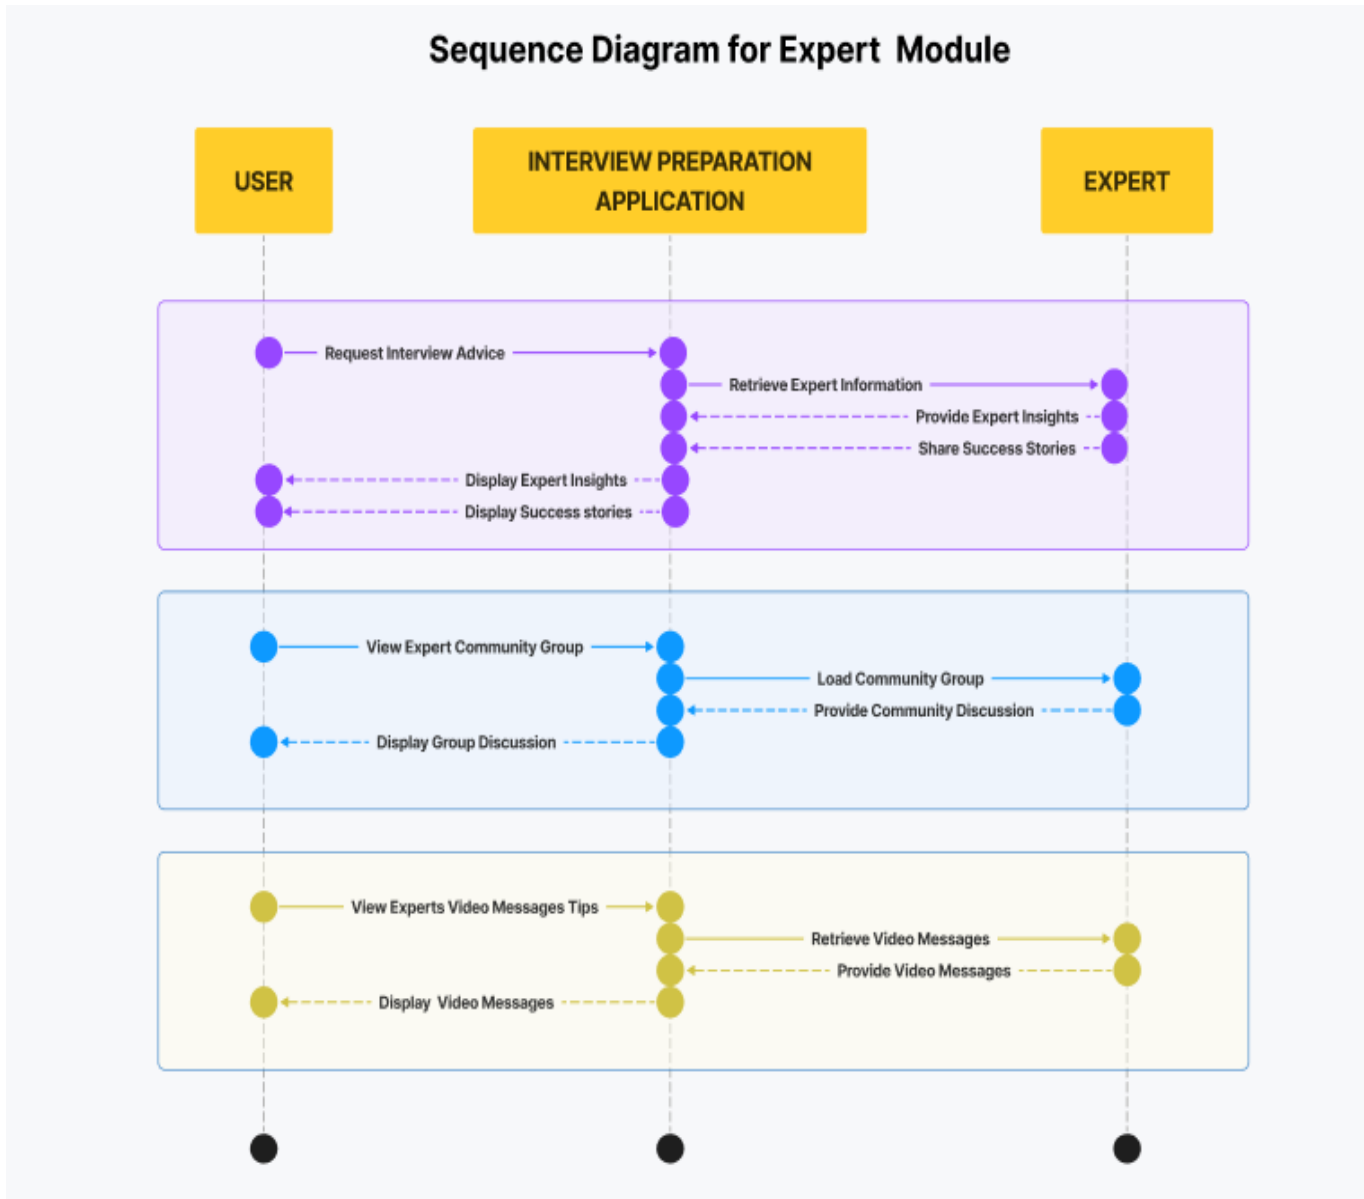 Sequence Diagram for Expert  Module
USER
INTERVIEW PREPARATION
APPLICATION
EXPERT
Request Interview Advice
Retrieve Expert Information
Provide Expert Insights
Share Success Stories
Display Expert Insights
Display Success stories
View Expert Community Group
Load Community Group
Provide Community Discussion
Display Group Discussion
View Experts Video Messages Tips
Retrieve Video Messages
Provide Video Messages
Display  Video Messages